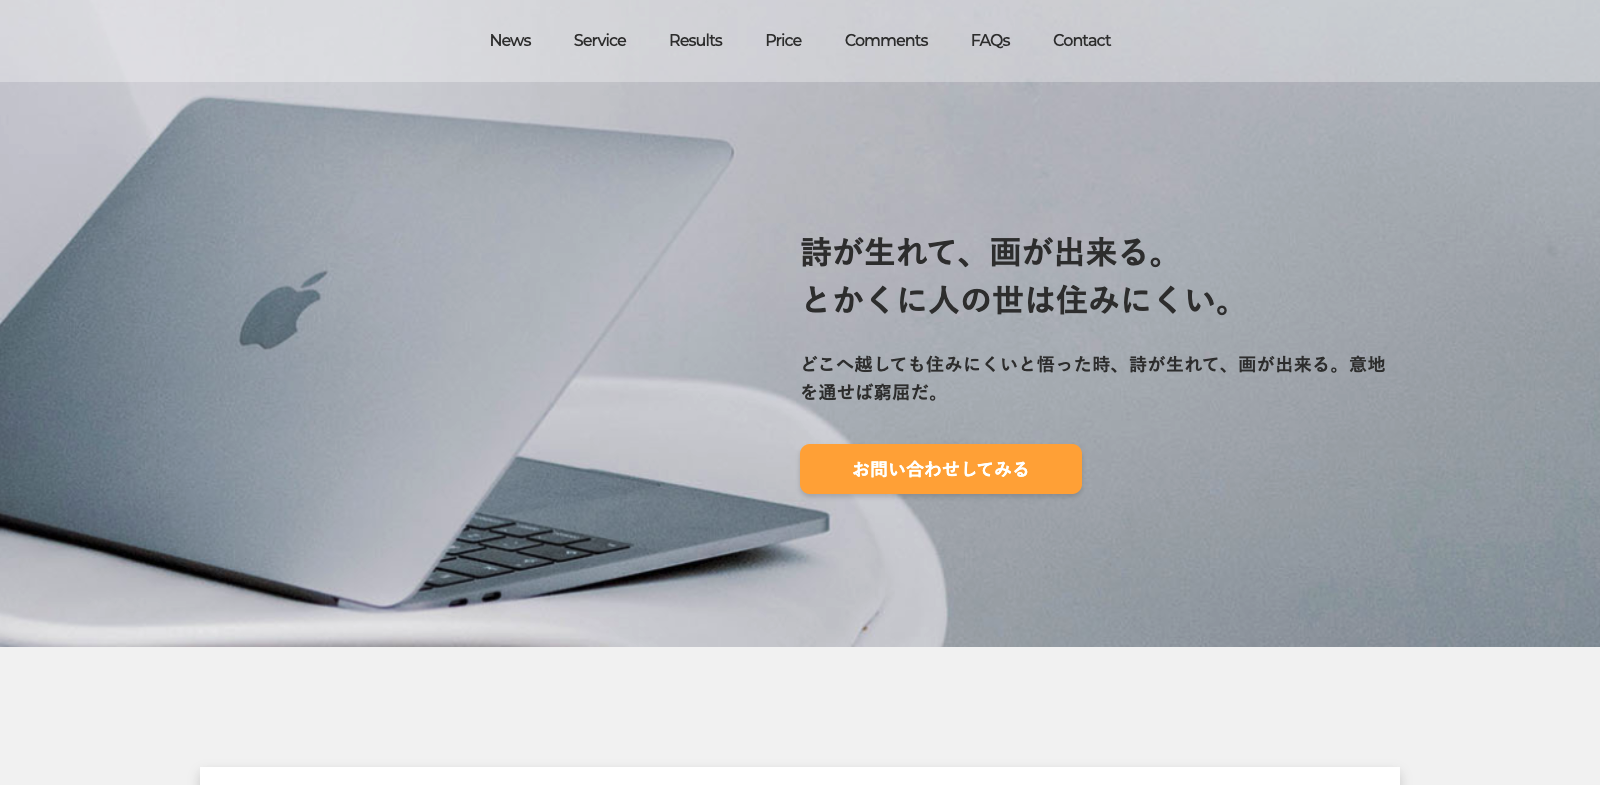 News Service Results Price Comments FAQs Contact
詩が生れて、画が出来る。
とかくに人の世は住みにくい。
どこへ越しても住みにくいと悟った時、詩が生れて、画が出来る。意地
を通せば窮屈だ。
お問い合わせしてみる